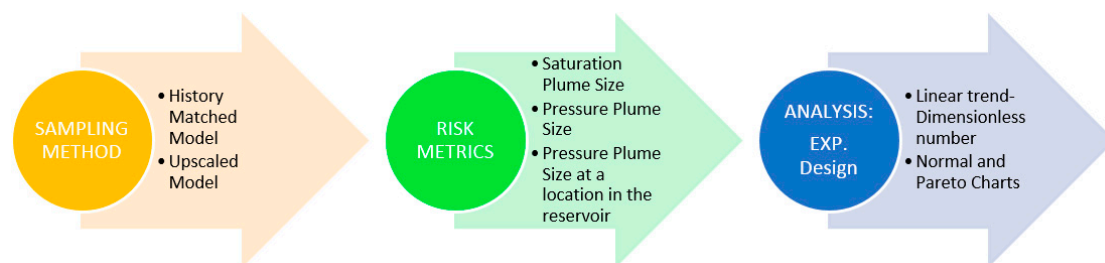 SAMPLING
METHOD
• History
Matched
Model
• Upscaled
Model
RISK
METRICS
• Saturation
Plume Size
• Pressure Plume
Size
• Pressure Plume
Size at a
location in the
reservoir
ANALYSIS:
EXP.
Design
• Linear trend-
Dimensionless
number
• Normal and
Pareto Charts